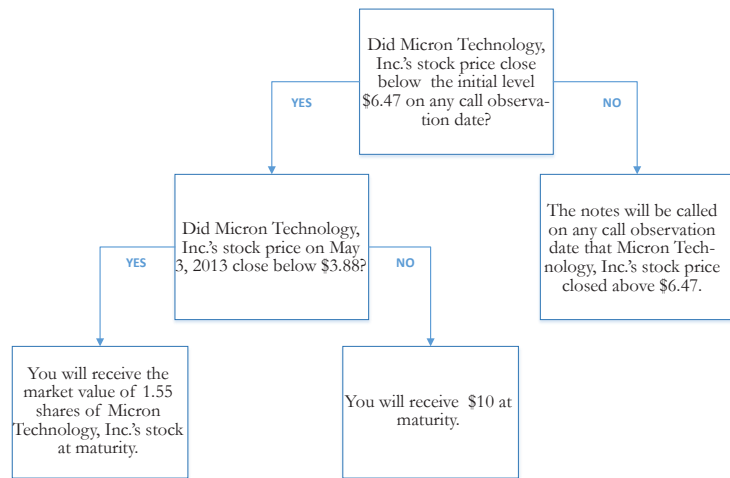 Did Micron Technology,
Inc.'s stock price close
below the initial level
$6.47 on any call observa-
tion date?
YES
NO
Did Micron Technology,
Inc.'s stock price on May
3, 2013 close below $3.88?
The notes will be called
on any call observation
date that Micron Tech-
nology, Inc.'s stock price
closed above $6.47.
YES
NO
You will receive the
market value of 1.55
shares of Micron
Technology, Inc.'s stock
at maturity.
You will receive $10 at
maturity.